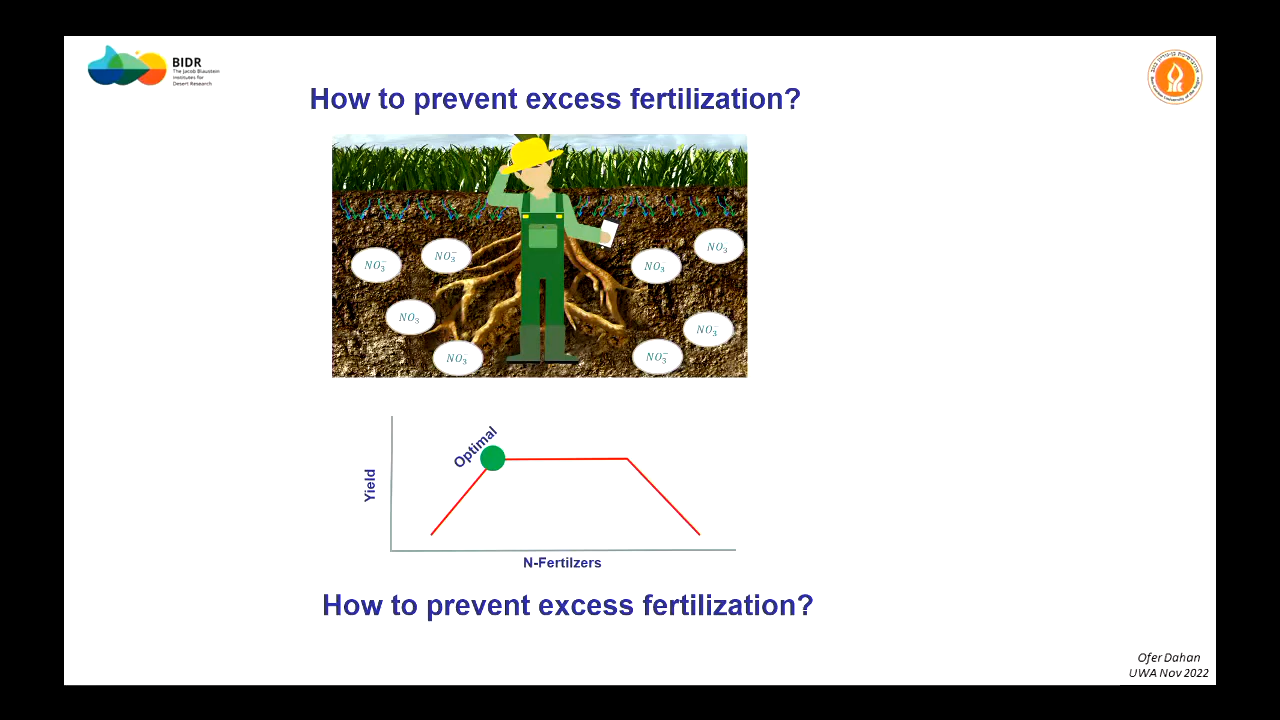 BIDR
The Jacob Blaustein
Institutes for
Desert Research
How to prevent excess fertilization?
NO₃⁻
NO₃⁻
NO₃⁻
NO₃
NO₃
NO₃⁻
NO₃
NO₃⁻
Optimal
Yield
N-Fertilzers
How to prevent excess fertilization?
Ofer Dahan
UWA Nov 2022